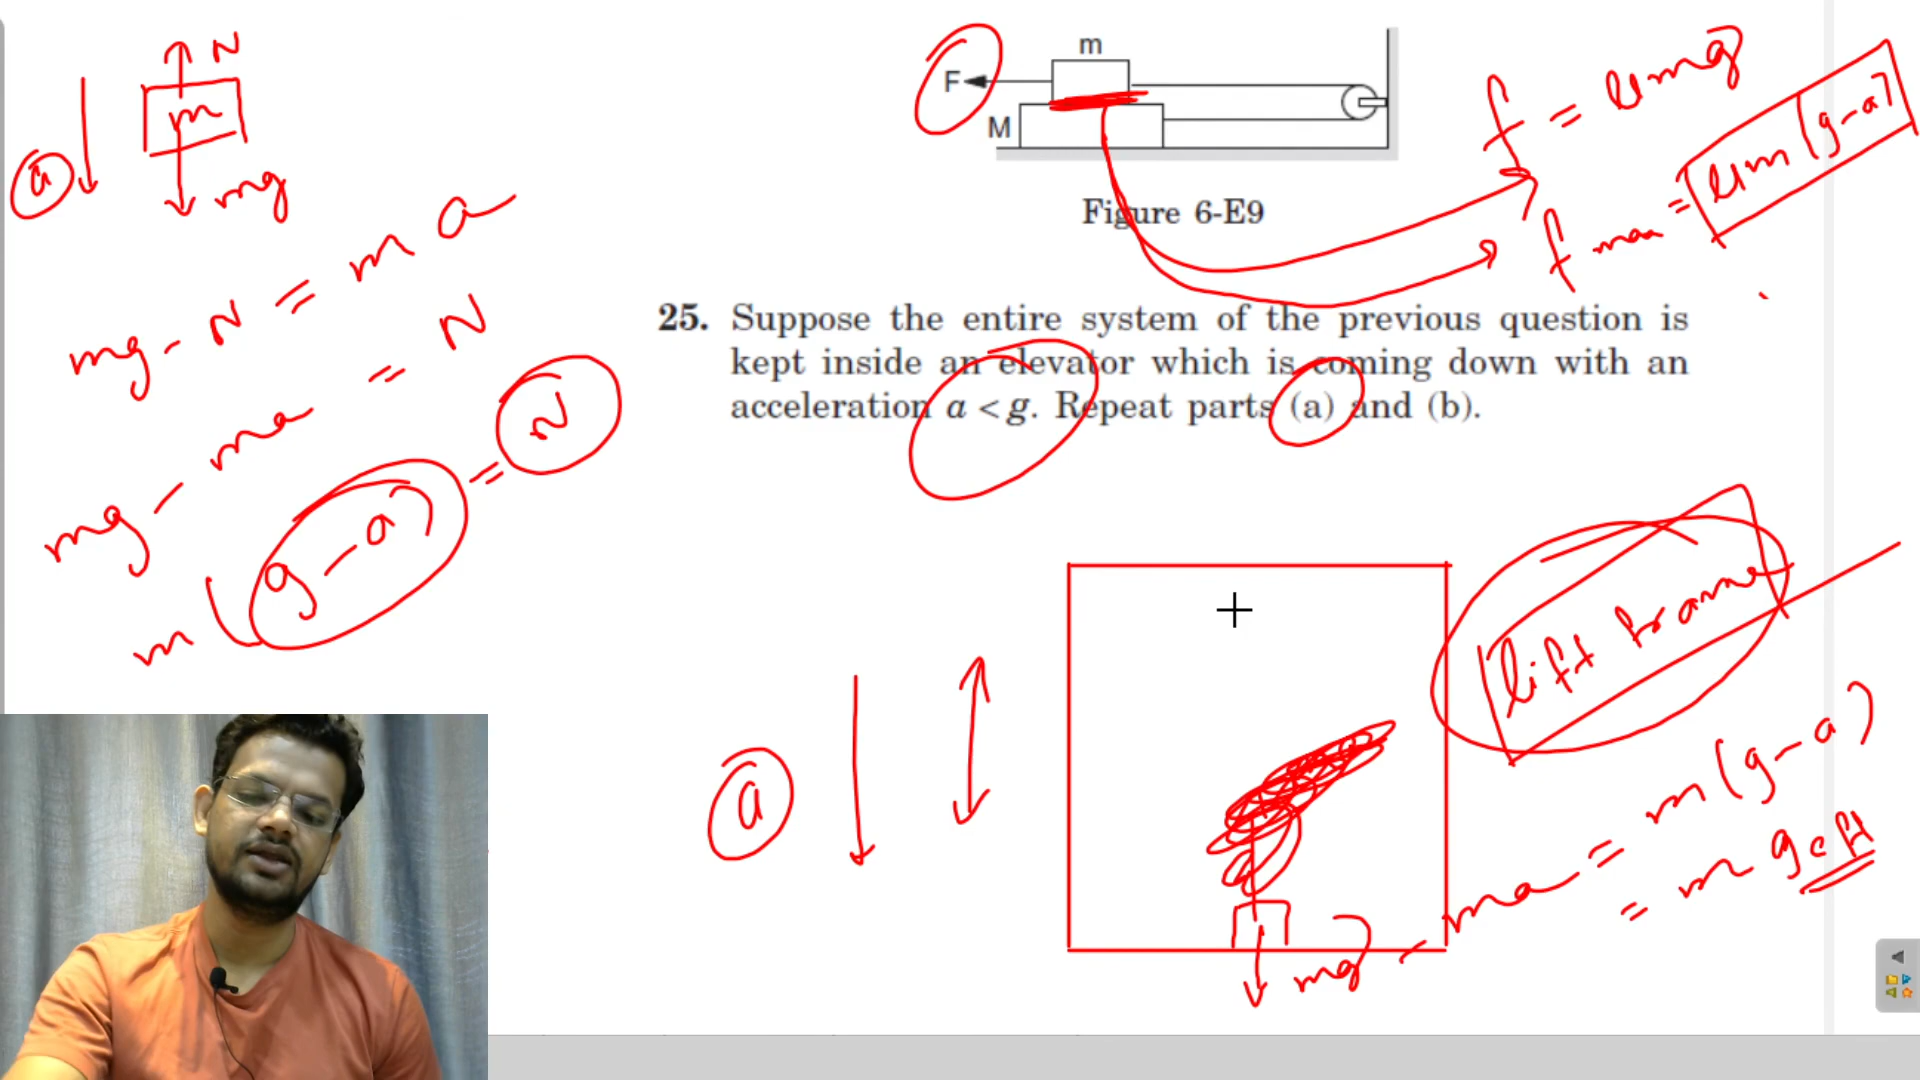 N
m
a
mg
mg - N = ma
mg - ma = N
m(g - a) = N
m
F
M
Figure 6-E9
f = μmg
f max = μm(g-a)
25. Suppose the entire system of the previous question is
kept inside an elevator which is coming down with an
acceleration a < g. Repeat parts (a) and (b).
lift frame
a
mg - ma = m(g-a)
= m geff